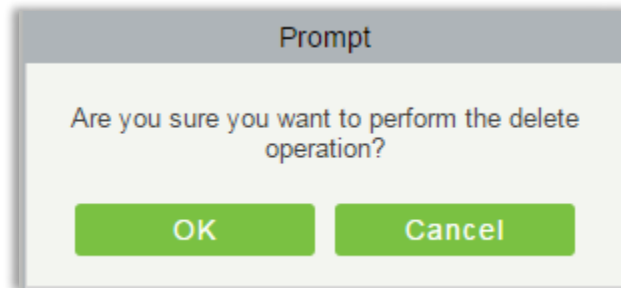 Prompt
Are you sure you want to perform the delete
operation?
OK
Cancel